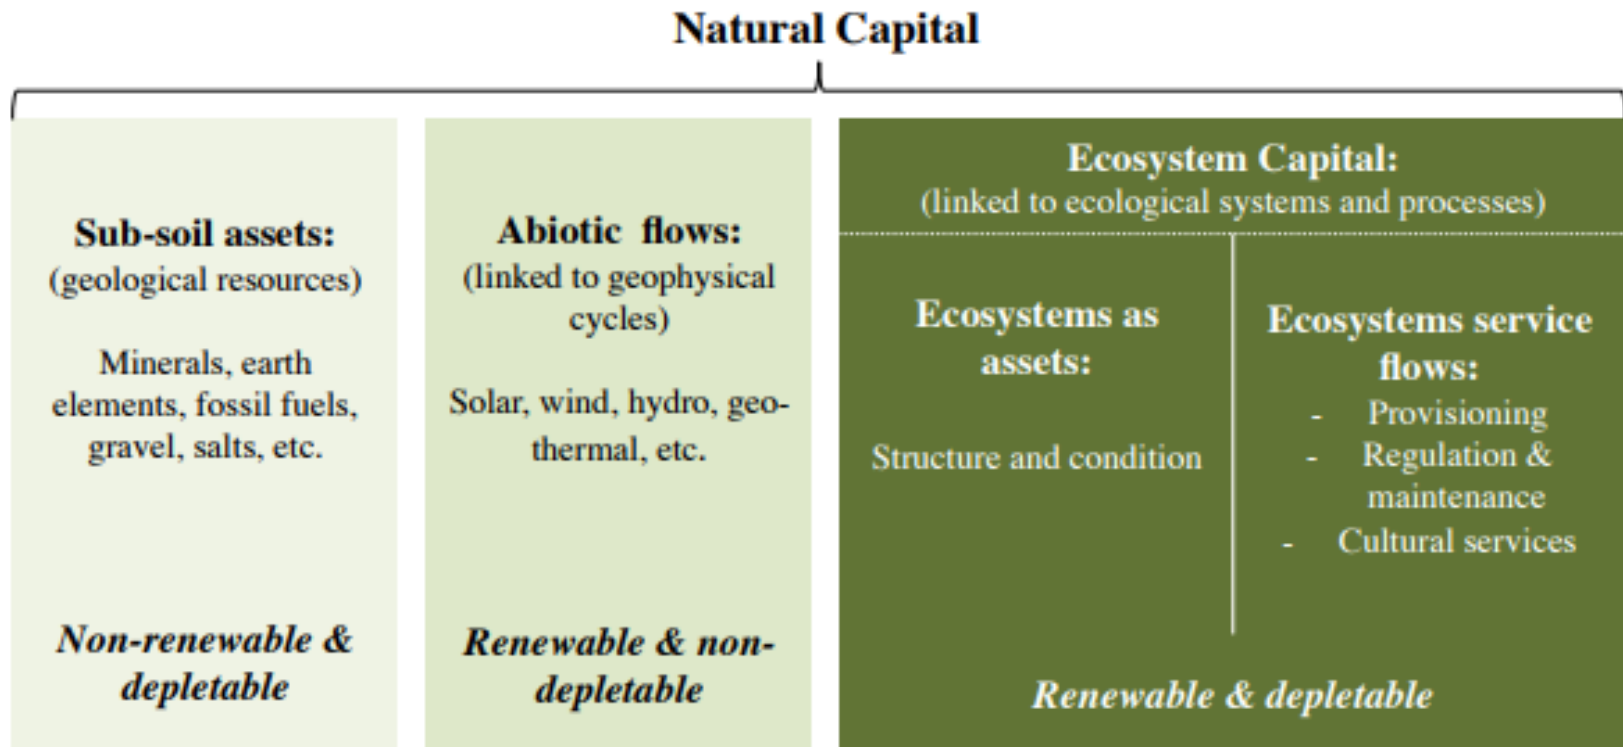 Natural Capital
Sub-soil assets:
(geological resources)
Minerals, earth
elements, fossil fuels,
gravel, salts, etc.
Non-renewable &
depletable
Abiotic flows:
(linked to geophysical
cycles)
Solar, wind, hydro, geo-
thermal, etc.
Renewable & non-
depletable
Ecosystem Capital:
(linked to ecological systems and processes)
Ecosystems as
assets:
Structure and condition
Ecosystems service
flows:
- Provisioning
- Regulation &
maintenance
- Cultural services
Renewable & depletable